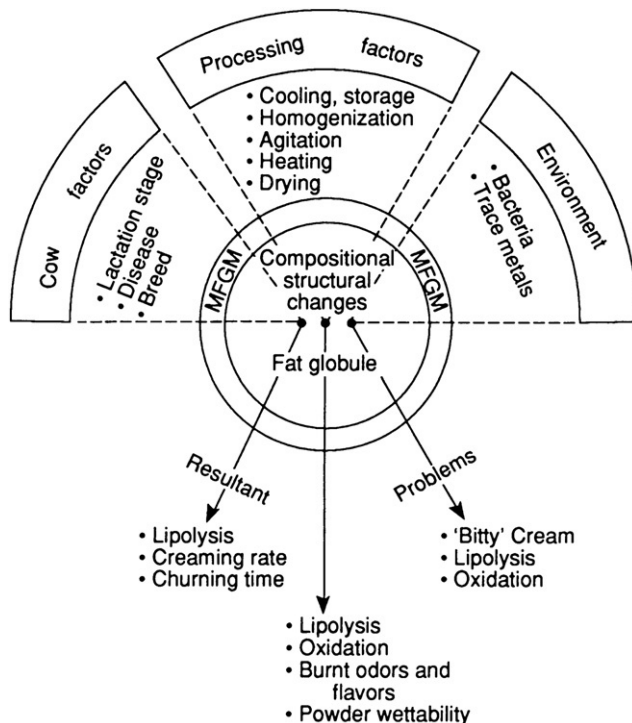 Processing factors
• Cooling, storage
• Homogenization
• Agitation
• Heating
• Drying
Cow factors
• Lactation stage
• Disease
• Breed
Environment
• Bacteria
• Trace metals
MFGM
MFGM
Compositional
structural
changes
Fat globule
Resultant
Problems
• Lipolysis
• Creaming rate
• Churning time
• 'Bitty' Cream
• Lipolysis
• Oxidation
• Lipolysis
• Oxidation
• Burnt odors and
flavors
• Powder wettability